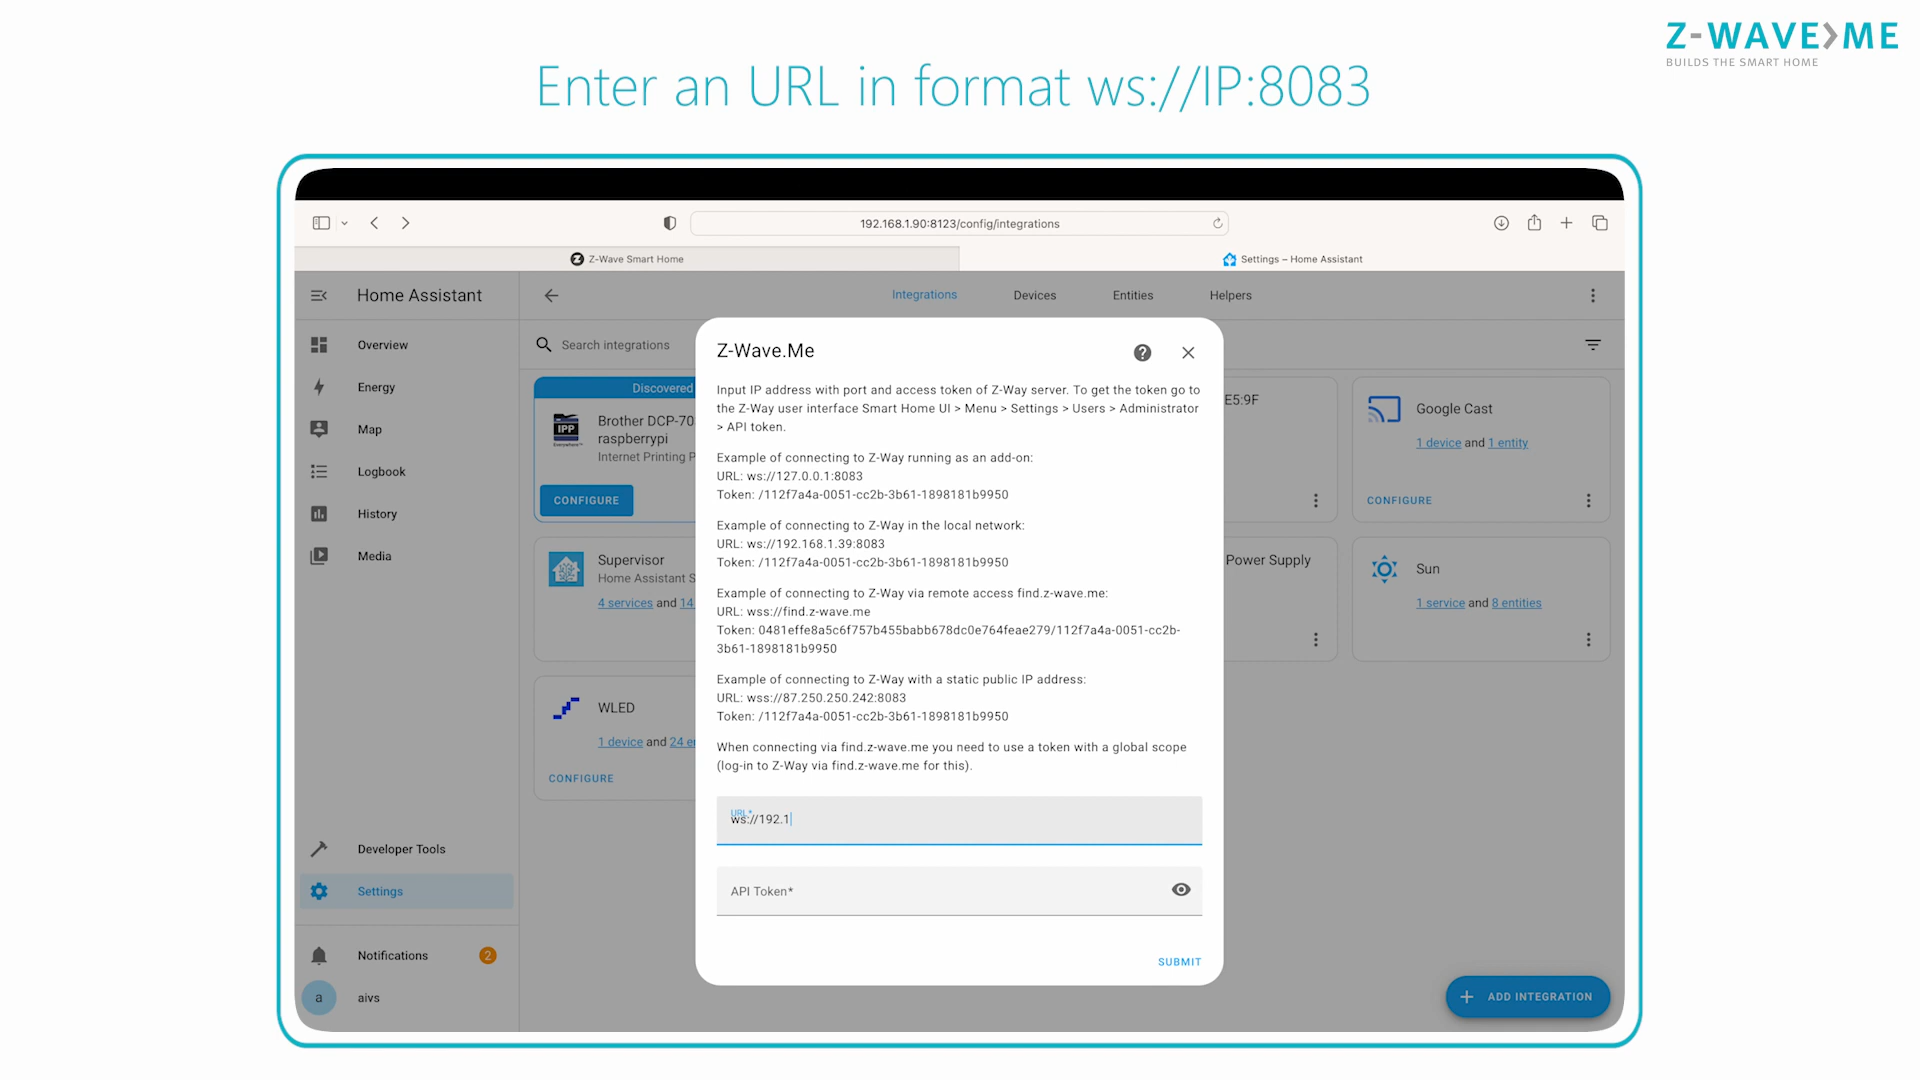 Z-WAVE>ME
BUILDS THE SMART HOME
Enter an URL in format ws://IP:8083
192.168.1.90:8123/config/integrations
Z-Wave Smart Home
Settings – Home Assistant
Home Assistant
Integrations
Devices
Entities
Helpers
Overview
Energy
Map
Logbook
History
Media
Developer Tools
Settings
Notifications
2
a
aivs
Search integrations
Discovered
IPP
Brother DCP-70
raspberrypi
Internet Printing P
CONFIGURE
Supervisor
Home Assistant S
4 services and 14
WLED
1 device and 24 e
CONFIGURE
Z-Wave.Me
Input IP address with port and access token of Z-Way server. To get the token go to
the Z-Way user interface Smart Home UI > Menu > Settings > Users > Administrator
> API token.
Example of connecting to Z-Way running as an add-on:
URL: ws://127.0.0.1:8083
Token: /112f7a4a-0051-cc2b-3b61-1898181b9950
Example of connecting to Z-Way in the local network:
URL: ws://192.168.1.39:8083
Token: /112f7a4a-0051-cc2b-3b61-1898181b9950
Example of connecting to Z-Way via remote access find.z-wave.me:
URL: wss://find.z-wave.me
Token: 0481effe8a5c6f757b455babb678dc0e764feae279/112f7a4a-0051-cc2b-
3b61-1898181b9950
Example of connecting to Z-Way with a static public IP address:
URL: wss://87.250.250.242:8083
Token: /112f7a4a-0051-cc2b-3b61-1898181b9950
When connecting via find.z-wave.me you need to use a token with a global scope
(log-in to Z-Way via find.z-wave.me for this).
URL*
ws://192.1
API Token*
SUBMIT
E5:9F
Google Cast
1 device and 1 entity
CONFIGURE
Power Supply
Sun
1 service and 8 entities
ADD INTEGRATION